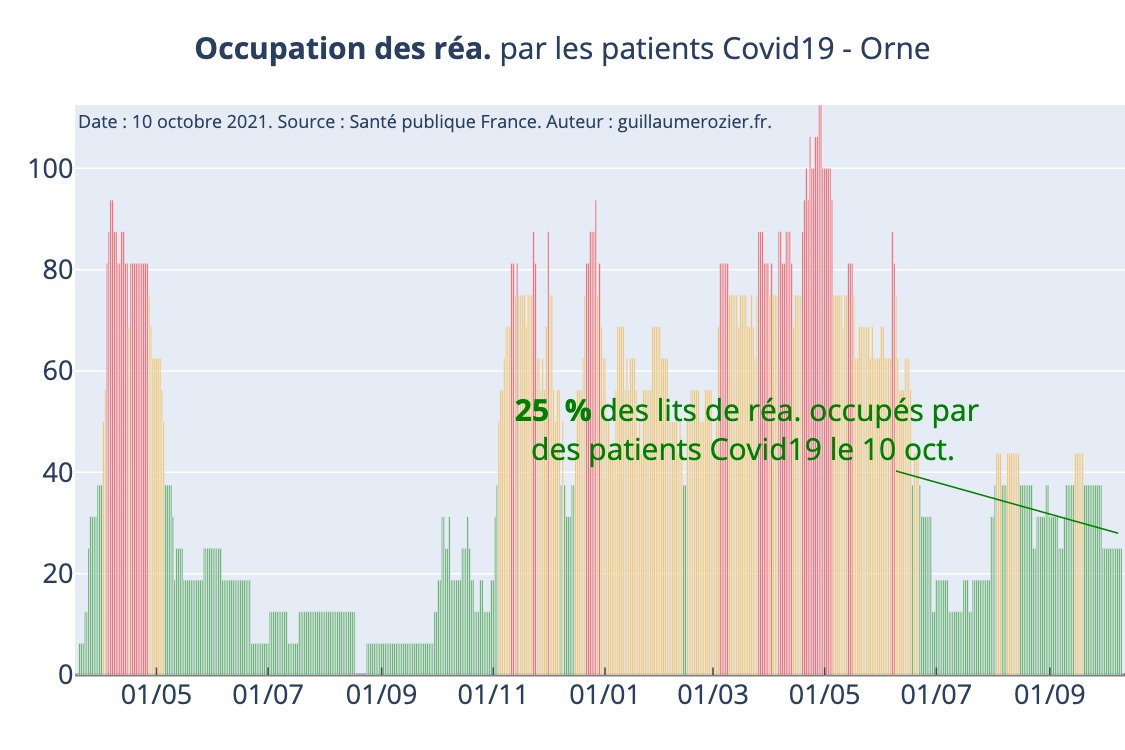 Occupation des réa. par les patients Covid19 - Orne
Date : 10 octobre 2021. Source : Santé publique France. Auteur : guillaumerozier.fr.
100
80
60
40
20
0
25 % des lits de réa. occupés par
des patients Covid19 le 10 oct.
01/05 01/07 01/09 01/11 01/01 01/03 01/05 01/07 01/09